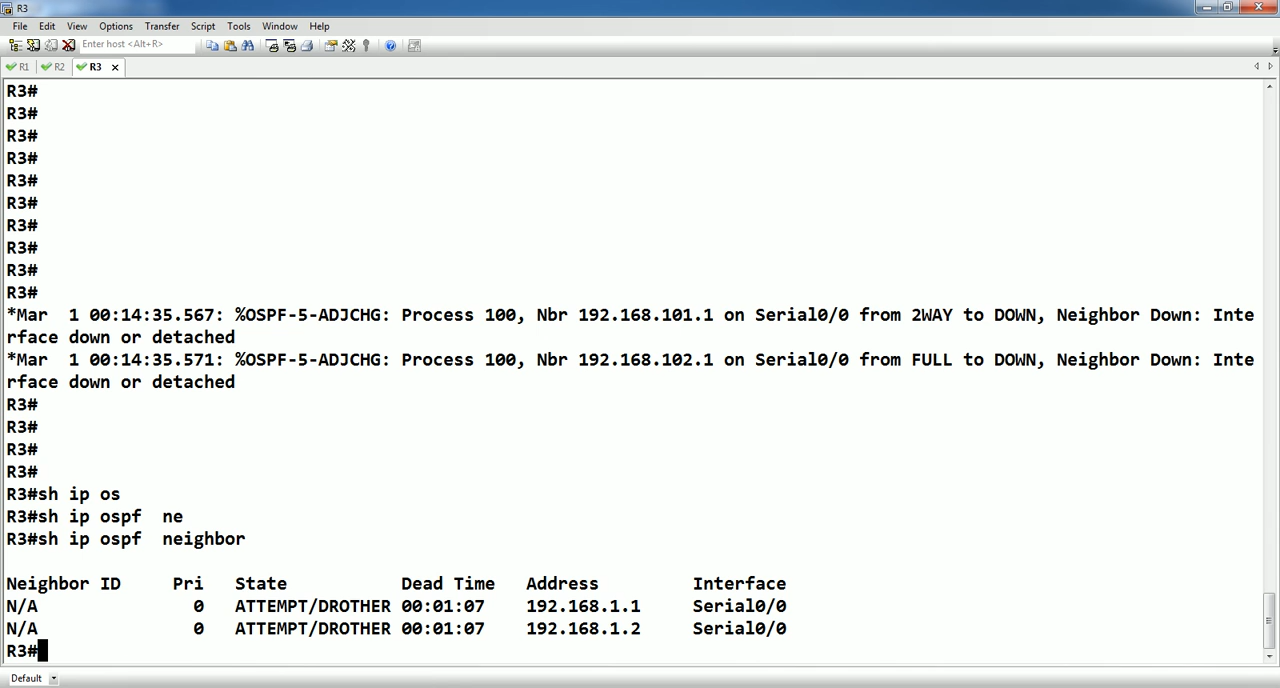 R3
File Edit View Options Transfer Script Tools Window Help
Enter host <Alt+R>
R1 R2 R3
R3#
R3#
R3#
R3#
R3#
R3#
R3#
R3#
R3#
R3#
*Mar  1 00:14:35.567: %OSPF-5-ADJCHG: Process 100, Nbr 192.168.101.1 on Serial0/0 from 2WAY to DOWN, Neighbor Down: Inte
rface down or detached
*Mar  1 00:14:35.571: %OSPF-5-ADJCHG: Process 100, Nbr 192.168.102.1 on Serial0/0 from FULL to DOWN, Neighbor Down: Inte
rface down or detached
R3#
R3#
R3#
R3#
R3#sh ip os
R3#sh ip ospf  ne
R3#sh ip ospf  neighbor
Neighbor ID     Pri   State           Dead Time   Address         Interface
N/A               0   ATTEMPT/DROTHER 00:01:07    192.168.1.1     Serial0/0
N/A               0   ATTEMPT/DROTHER 00:01:07    192.168.1.2     Serial0/0
R3#
Default